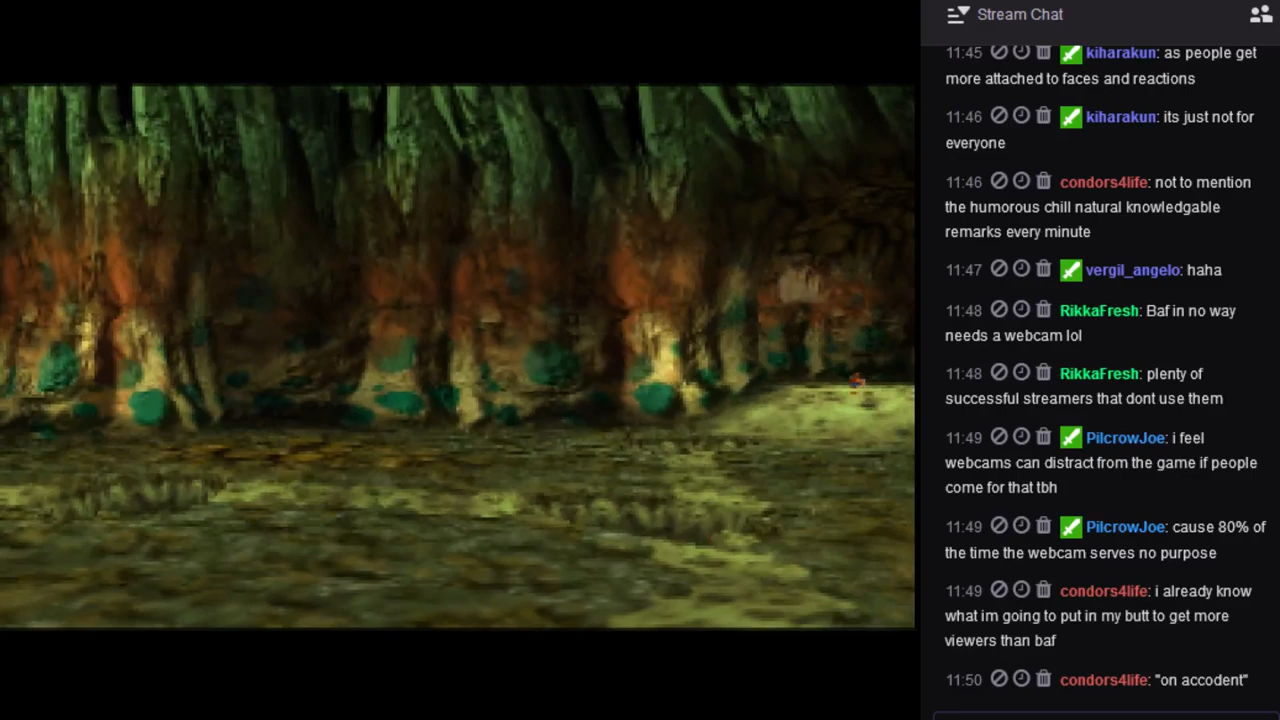 Stream Chat
11:45 kiharakun: as people get
more attached to faces and reactions
11:46 kiharakun: its just not for
everyone
11:46 condors4life: not to mention
the humorous chill natural knowledgable
remarks every minute
11:47 vergil_angelo: haha
11:48 RikkaFresh: Baf in no way
needs a webcam lol
11:48 RikkaFresh: plenty of
successful streamers that dont use them
11:49 PilcrowJoe: i feel
webcams can distract from the game if people
come for that tbh
11:49 PilcrowJoe: cause 80% of
the time the webcam serves no purpose
11:49 condors4life: i already know
what im going to put in my butt to get more
viewers than baf
11:50 condors4life: "on accodent"